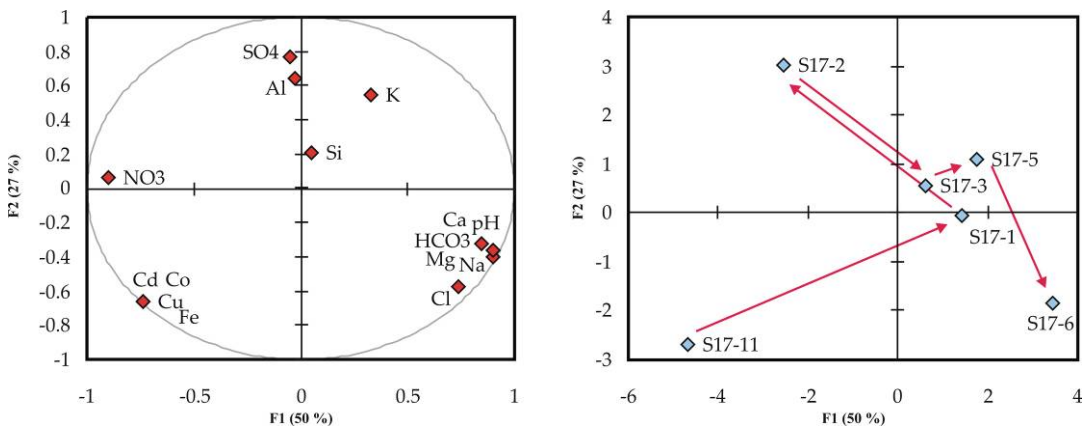 1
0.8
0.6
0.4
0.2
0
-0.2
-0.4
-0.6
-0.8
-1
F2 (27 %)
SO4
Al
K
Si
NO3
Ca pH
HCO3
Mg Na
Cl
Cd Co
Cu
Fe
-1 -0.5 0 0.5 1
F1 (50 %)
4
3
2
1
0
-1
-2
-3
F2 (27 %)
S17-2
S17-5
S17-3
S17-1
S17-6
S17-11
-6 -4 -2 0 2 4
F1 (50 %)